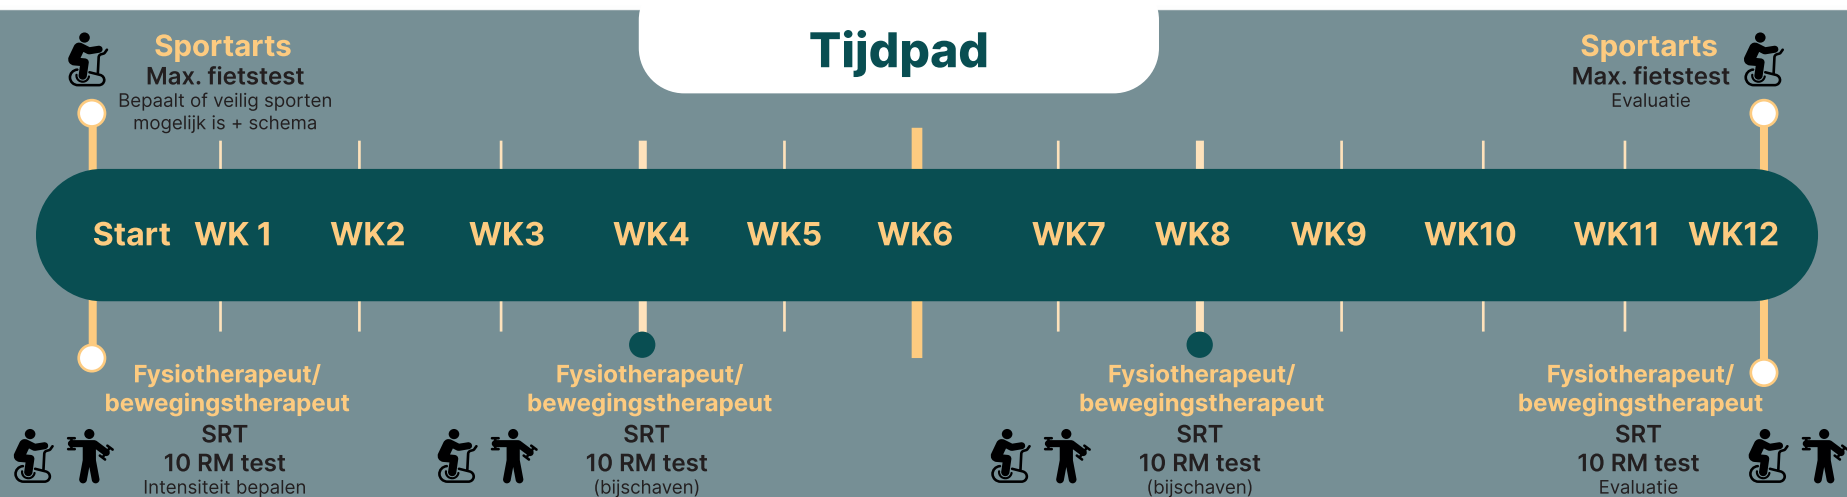 Tijdpad
Sportarts
Max. fietstest
Bepaalt of veilig sporten
mogelijk is + schema
Sportarts
Max. fietstest
Evaluatie
Start WK 1 WK2 WK3 WK4 WK5 WK6 WK7 WK8 WK9 WK10 WK11 WK12
Fysiotherapeut/
bewegingstherapeut
SRT
10 RM test
Intensiteit bepalen
Fysiotherapeut/
bewegingstherapeut
SRT
10 RM test
(bijschaven)
Fysiotherapeut/
bewegingstherapeut
SRT
10 RM test
(bijschaven)
Fysiotherapeut/
bewegingstherapeut
SRT
10 RM test
Evaluatie